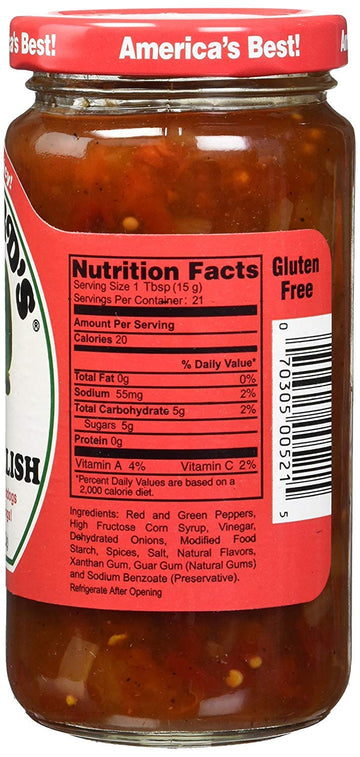 America's Best!
a's Best!
D'S
®
LISH
Nutrition Facts
Serving Size 1 Tbsp (15 g)
Servings Per Container: 21
Amount Per Serving
Calories 20
% Daily Value*
Total Fat 0g 0%
Sodium 55mg 2%
Total Carbohydrate 5g 2%
Sugars 5g
Protein 0g
Vitamin A 4% Vitamin C 2%
*Percent Daily Values are based on a
2,000 calorie diet.
Ingredients: Red and Green Peppers,
High Fructose Corn Syrup, Vinegar,
Dehydrated Onions, Modified Food
Starch, Spices, Salt, Natural Flavors,
Xanthan Gum, Guar Gum (Natural Gums)
and Sodium Benzoate (Preservative).
Refrigerate After Opening
Gluten
Free
0 70305 00521 5